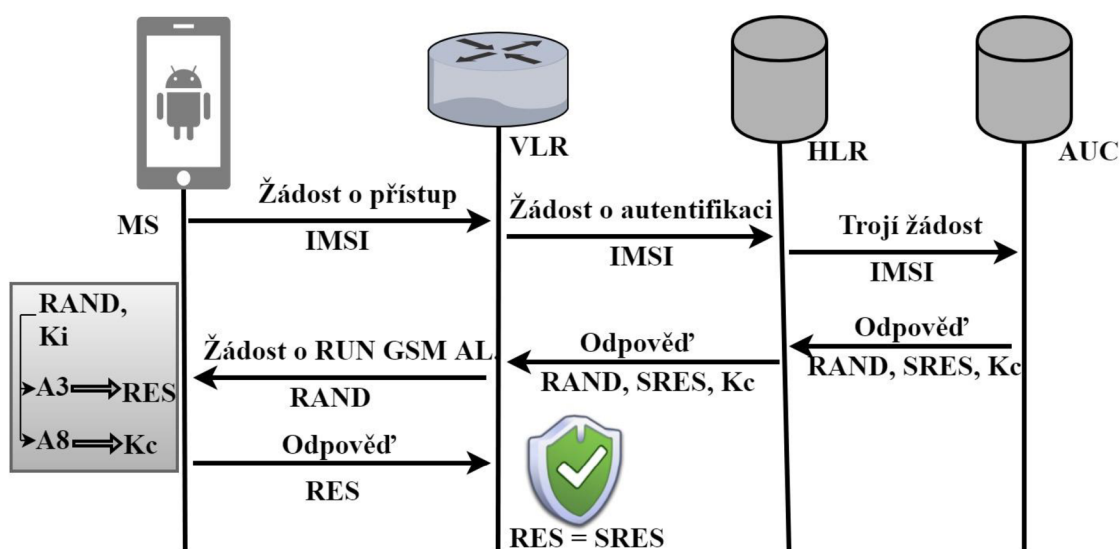 VLR
HLR
AUC
MS
Žádost o přístup
IMSI
Žádost o autentifikaci
IMSI
Trojí žádost
IMSI
RAND,
Ki
A3
RES
A8
Kc
Odpověď
RAND, SRES, Kc
Odpověď
RAND, SRES, Kc
Žádost o RUN GSM AL.
RAND
Odpověď
RES
RES = SRES